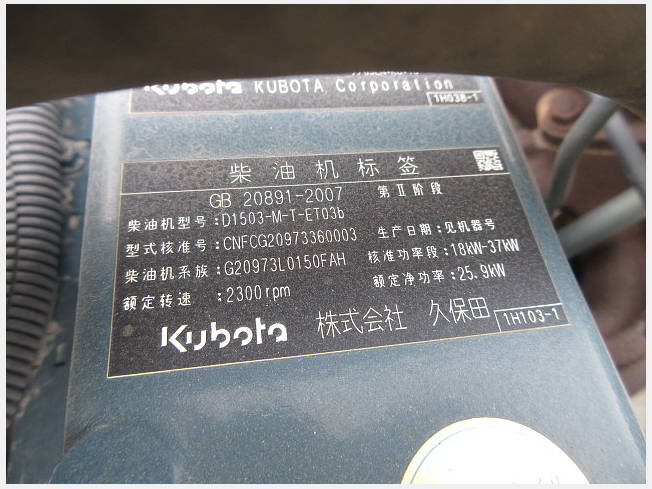 Kubota KUBOTA Corporation
1H038-1
柴油机标签
GB 20891-2007 第Ⅱ阶段
柴油机型号:D1503-M-T-ET03b
型式核准号:CNFCG20973360003 生产日期:见机器号
柴油机系族:G20973L0150FAH 核准功率段:18kW-37kW
额定转速 :2300rpm 额定净功率:25.9kW
Kubota 株式会社 久保田 1H103-1